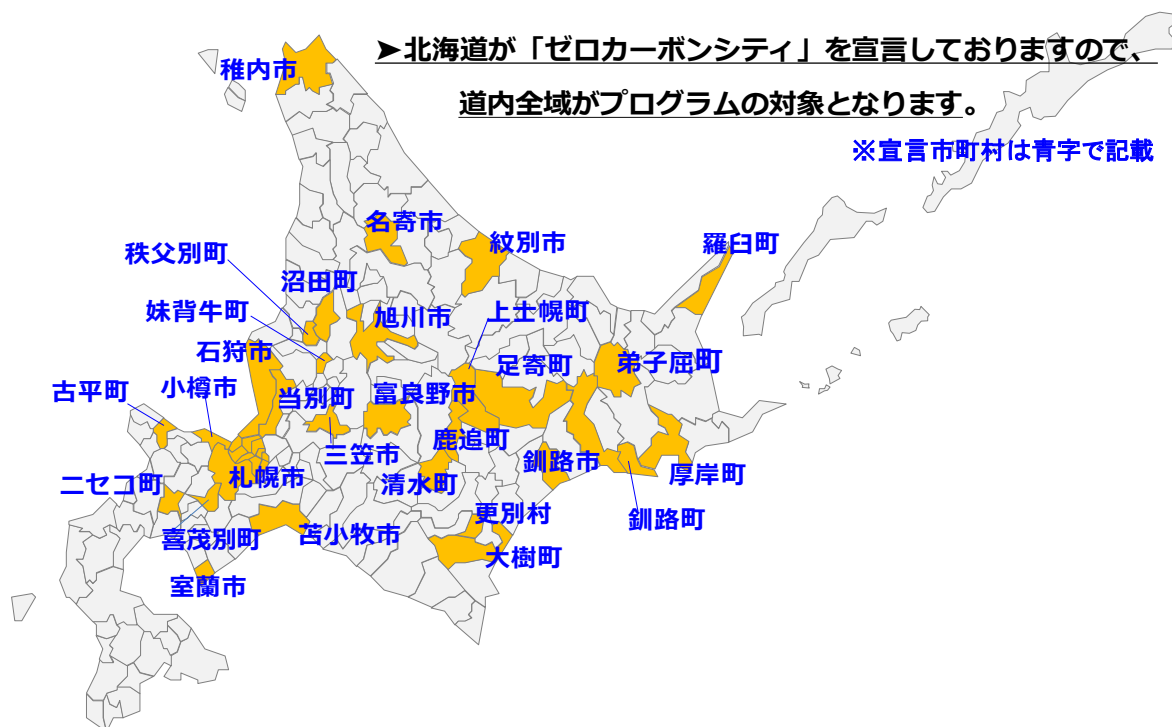 ➤北海道が「ゼロカーボンシティ」を宣言しておりますので、
道内全域がプログラムの対象となります。
※宣言市町村は青字で記載
稚内市
名寄市
紋別市
羅臼町
秩父別町
沼田町
妹背牛町
旭川市
上士幌町
石狩市
足寄町
弟子屈町
古平町
小樽市
当別町
富良野市
鹿追町
三笠市
釧路市
札幌市
清水町
厚岸町
ニセコ町
更別村
釧路町
喜茂別町
苫小牧市
大樹町
室蘭市